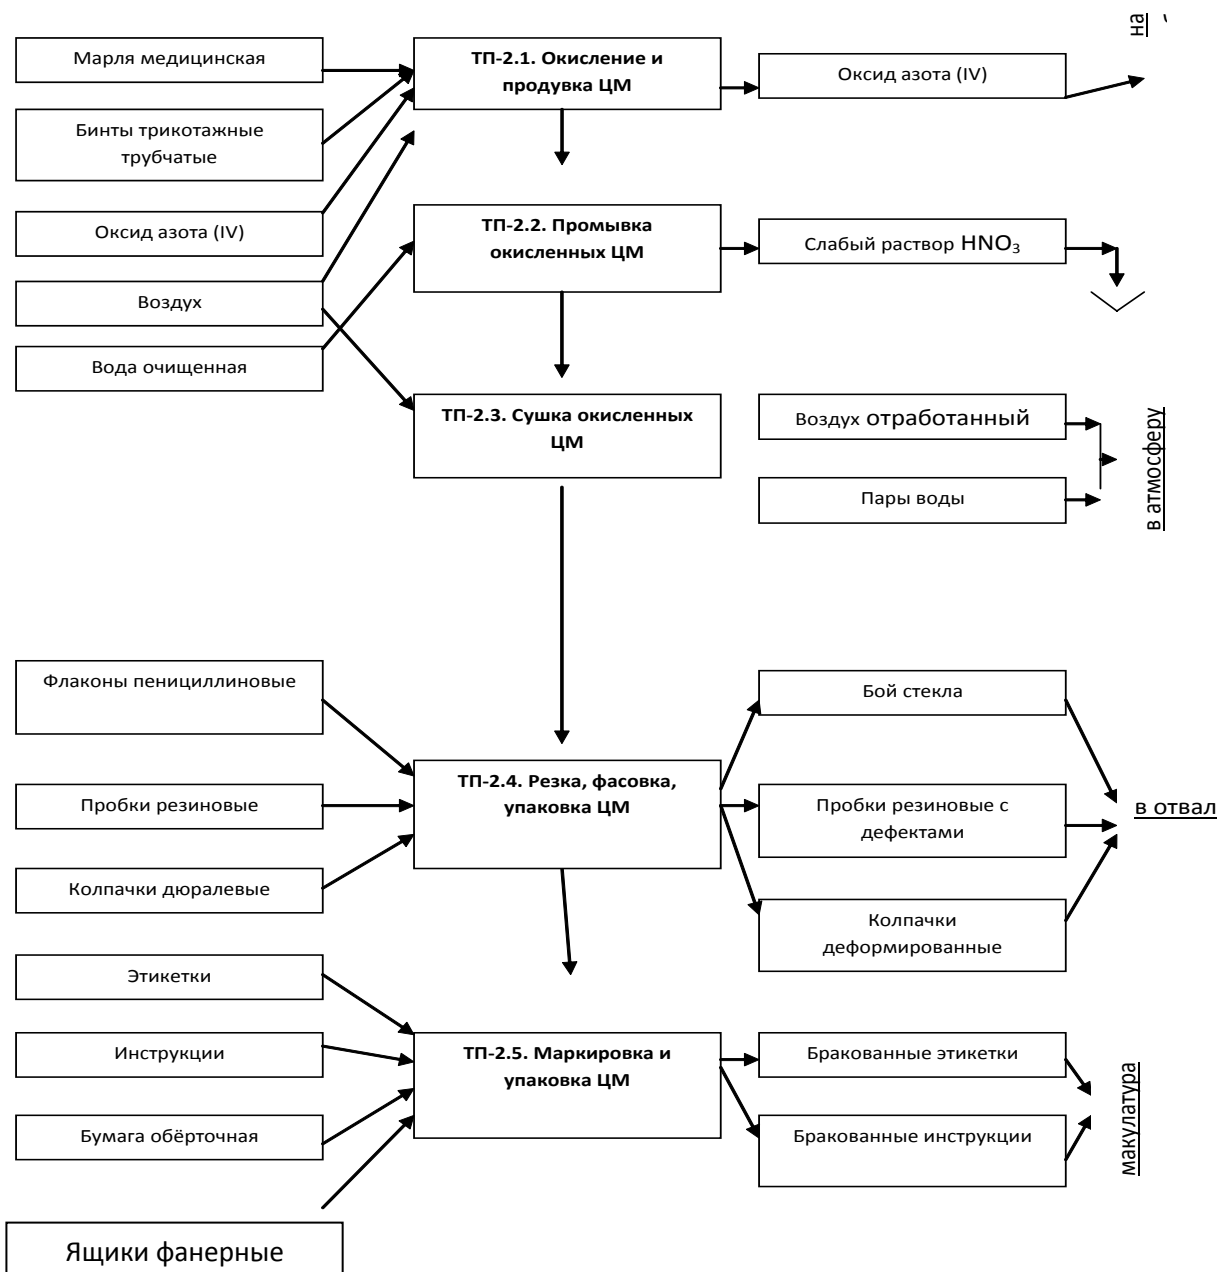 на
Марля медицинская
ТП-2.1. Окисление и
продувка ЦМ
Оксид азота (IV)
Бинты трикотажные
трубчатые
Оксид азота (IV)
ТП-2.2. Промывка
окисленных ЦМ
Слабый раствор HNO₃
Воздух
Вода очищенная
ТП-2.3. Сушка окисленных
ЦМ
Воздух отработанный
Пары воды
в атмосферу
Флаконы пенициллиновые
Бой стекла
ТП-2.4. Резка, фасовка,
упаковка ЦМ
Пробки резиновые
Пробки резиновые с
дефектами
в отвал
Колпачки дюралевые
Колпачки
деформированные
Этикетки
Инструкции
ТП-2.5. Маркировка и
упаковка ЦМ
Бракованные этикетки
Бумага обёрточная
Бракованные инструкции
макулатура
Ящики фанерные